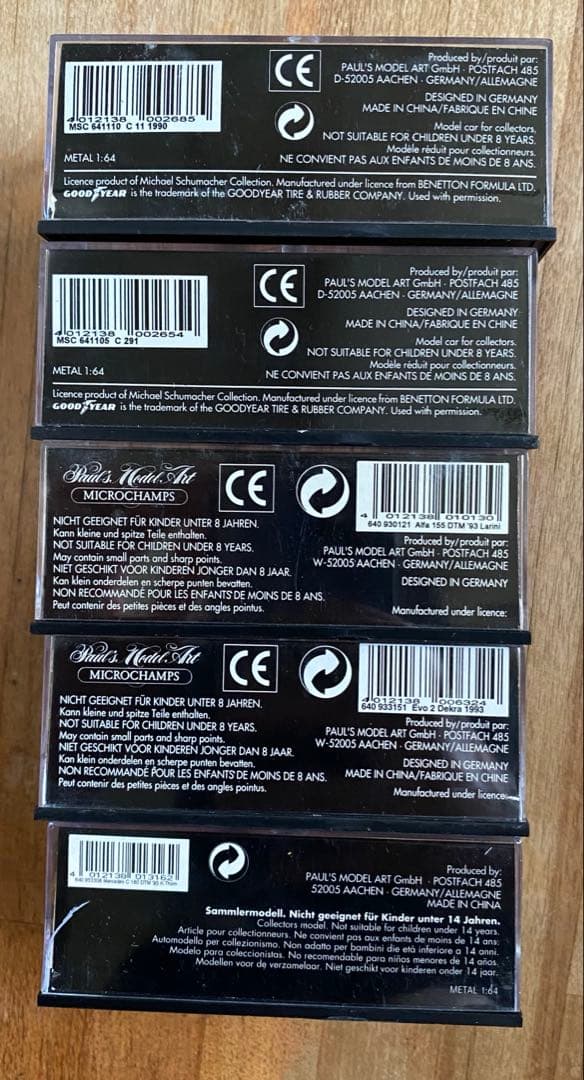 4 012138 002685
MSC 641110 C 11 1990
METAL 1:64
CE
Produced by/produit par:
PAUL'S MODEL ART GmbH · POSTFACH 485
D-52005 AACHEN · GERMANY/ALLEMAGNE
DESIGNED IN GERMANY
MADE IN CHINA/FABRIQUE EN CHINE
Model car for collectors.
NOT SUITABLE FOR CHILDREN UNDER 8 YEARS.
Modèle réduit pour collectionneurs.
NE CONVIENT PAS AUX ENFANTS DE MOINS DE 8 ANS.
Licence product of Michael Schumacher Collection. Manufactured under licence from BENETTON FORMULA LTD.
GOODYEAR is the trademark of the GOODYEAR TIRE & RUBBER COMPANY. Used with permission.
4 012138 002654
MSC 641105 C 291
METAL 1:64
CE
Produced by/produit par:
PAUL'S MODEL ART GmbH · POSTFACH 485
D-52005 AACHEN · GERMANY/ALLEMAGNE
DESIGNED IN GERMANY
MADE IN CHINA/FABRIQUE EN CHINE
Model car for collectors.
NOT SUITABLE FOR CHILDREN UNDER 8 YEARS.
Modèle réduit pour collectionneurs.
NE CONVIENT PAS AUX ENFANTS DE MOINS DE 8 ANS.
Licence product of Michael Schumacher Collection. Manufactured under licence from BENETTON FORMULA LTD.
GOODYEAR is the trademark of the GOODYEAR TIRE & RUBBER COMPANY. Used with permission.
Paul's Model Art
MICROCHAMPS
CE
4 012138 010130
640 930121 Alfa 155 DTM '93 Larini
NICHT GEEIGNET FÜR KINDER UNTER 8 JAHREN.
Kann kleine und spitze Teile enthalten.
NOT SUITABLE FOR CHILDREN UNDER 8 YEARS.
May contain small parts and sharp points.
NIET GESCHIKT VOOR KINDEREN JONGER DAN 8 JAAR.
Kan klein onderdelen en scherpe punten bevatten.
NON RECOMMANDÉ POUR LES ENFANTS DE MOINS DE 8 ANS.
Peut contenir des petites pièces et des angles pointus.
Produced by/produit par:
PAUL'S MODEL ART GmbH · POSTFACH 485
W-52005 AACHEN · GERMANY/ALLEMAGNE
DESIGNED IN GERMANY
Manufactured under licence:
Paul's Model Art
MICROCHAMPS
CE
4 012138 006324
640 933151 Evo 2 Dekra 1993
NICHT GEEIGNET FÜR KINDER UNTER 8 JAHREN.
Kann kleine und spitze Teile enthalten.
NOT SUITABLE FOR CHILDREN UNDER 8 YEARS.
May contain small parts and sharp points.
NIET GESCHIKT VOOR KINDEREN JONGER DAN 8 JAAR.
Kan klein onderdelen en scherpe punten bevatten.
NON RECOMMANDÉ POUR LES ENFANTS DE MOINS DE 8 ANS.
Peut contenir des petites pièces et des angles pointus.
Produced by/produit par:
PAUL'S MODEL ART GmbH · POSTFACH 485
W-52005 AACHEN · GERMANY/ALLEMAGNE
DESIGNED IN GERMANY
MADE IN CHINA/FABRIQUE EN CHINE
Manufactured under licence:
4 012138 013162
Mercedes C 180 DTM '95
Produced by:
PAUL'S MODEL ART GmbH · POSTFACH 485
52005 AACHEN · GERMANY/ALLEMAGNE
MADE IN CHINA
Sammlermodell. Nicht geeignet für Kinder unter 14 Jahren.
Collectors model. Not suitable for children under 14 years.
Article pour collectionneurs. Ne convient pas aux enfants de moins de 14 ans.
Automodello per collezionismo. Non adatto per bambini die età inferiore a 14 anni.
Modelo para coleccionistas. No recomendable para niños menores de 14 años.
Modellen voor de verzamelaar. Niet geschikt voor kinderen onder 14 jaar.
METAL 1:64